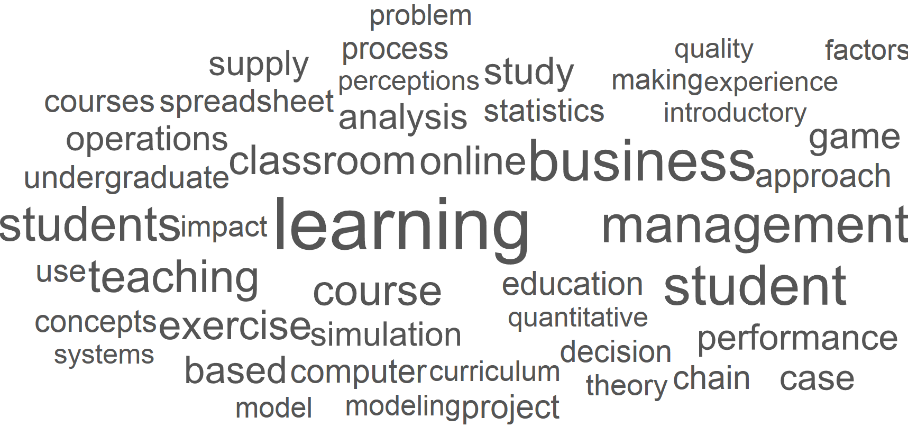 problem
process quality factors
supply perceptions study making experience
courses spreadsheet analysis statistics introductory
operations classroom online business game
undergraduate approach
students impact learning management
use teaching course education student
concepts exercise simulation quantitative performance
systems based computer curriculum decision
theory chain case
model modeling project